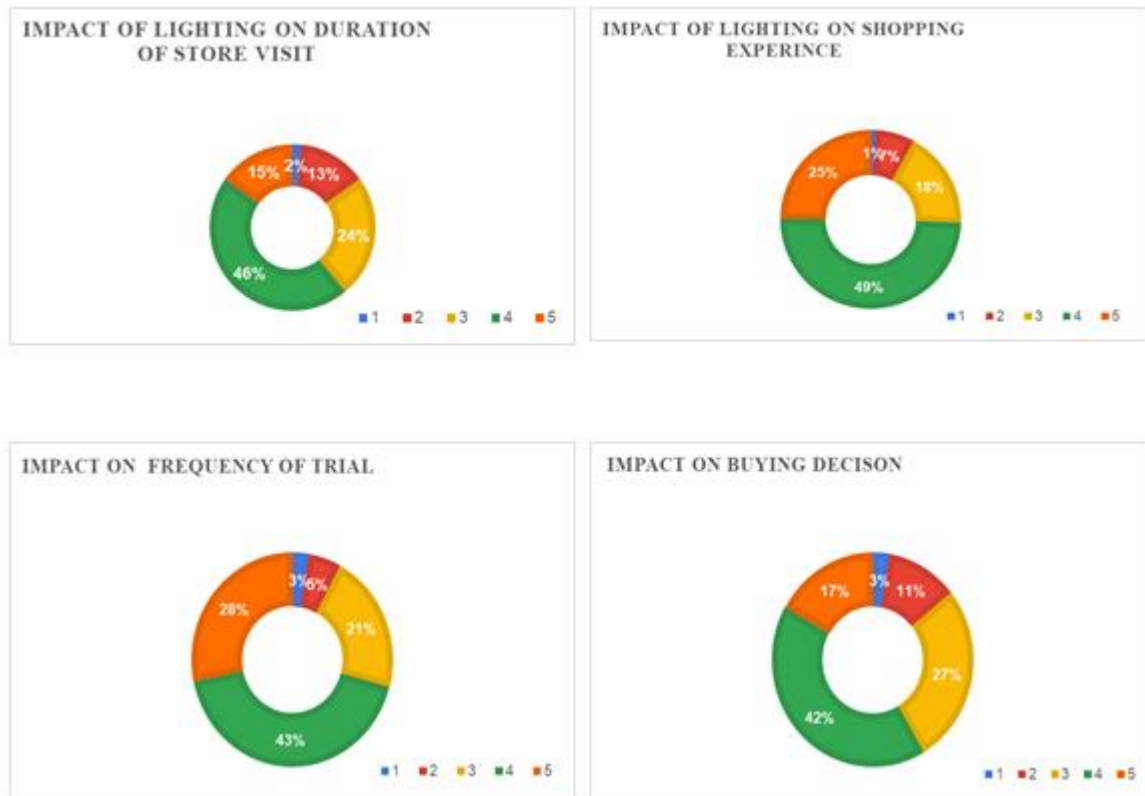 IMPACT OF LIGHTING ON DURATION
OF STORE VISIT
2%
13%
24%
46%
15%
1 2 3 4 5
IMPACT OF LIGHTING ON SHOPPING
EXPERINCE
1%
7%
18%
49%
25%
1 2 3 4 5
IMPACT ON FREQUENCY OF TRIAL
3%
5%
21%
43%
28%
1 2 3 4 5
IMPACT ON BUYING DECISON
3%
11%
27%
42%
17%
1 2 3 4 5